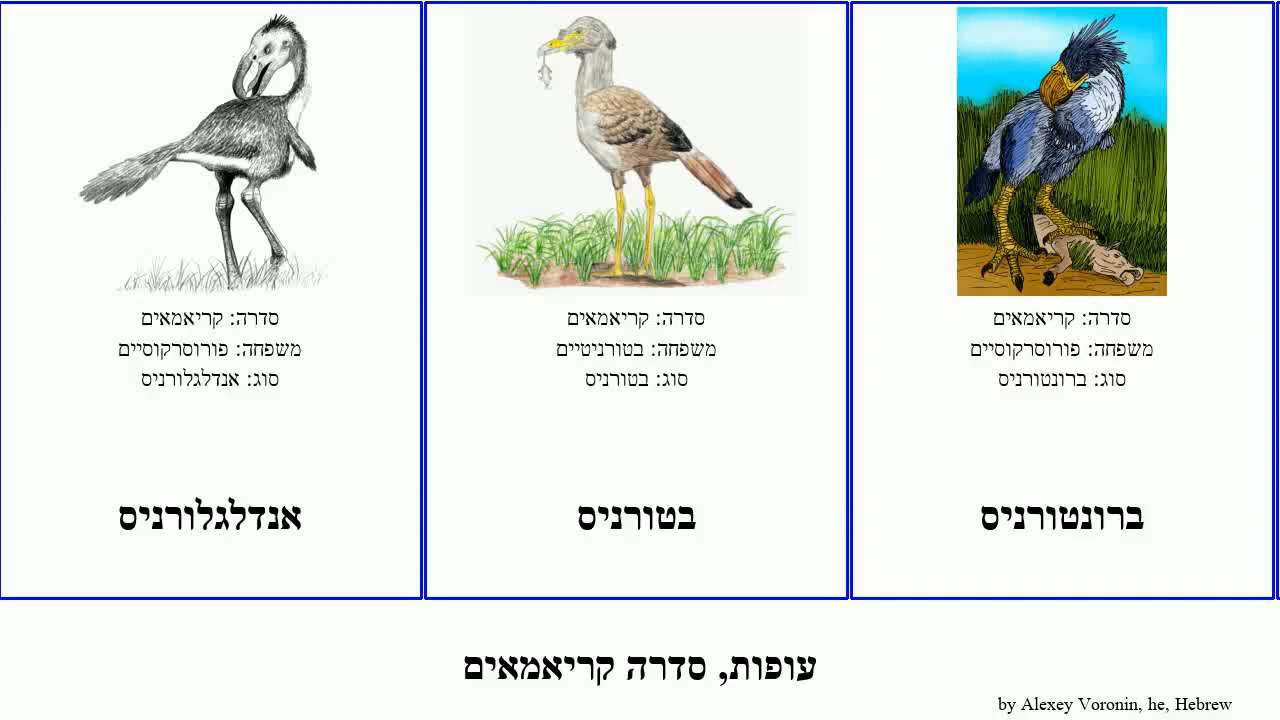 סדרה: קריאמאים
משפחה: פורוסרקוסיים
סוג: אנדלגלורניס
אנדלגלורניס
סדרה: קריאמאים
משפחה: בטורניטיים
סוג: בטורניס
בטורניס
סדרה: קריאמאים
משפחה: פורוסרקוסיים
סוג: ברונטורניס
ברונטורניס
עופות, סדרה קריאמאים
by Alexey Voronin, he, Hebrew